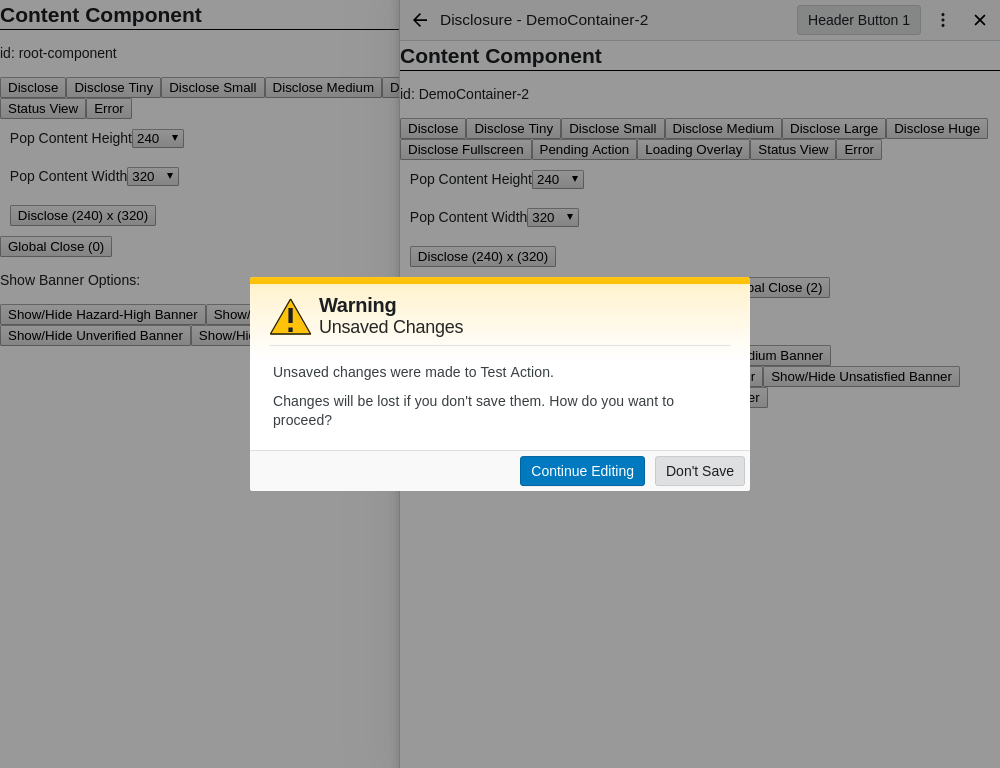 Content Component
id: root-component
Disclose Disclose Tiny Disclose Small Disclose Medium D
Status View Error
Pop Content Height 240
Pop Content Width 320
Disclose (240) x (320)
Global Close (0)
Show Banner Options:
Show/Hide Hazard-High Banner Show/
Show/Hide Unverified Banner Show/Hi
Disclosure - DemoContainer-2 Header Button 1
Content Component
id: DemoContainer-2
Disclose Disclose Tiny Disclose Small Disclose Medium Disclose Large Disclose Huge
Disclose Fullscreen Pending Action Loading Overlay Status View Error
Pop Content Height 240
Pop Content Width 320
Disclose (240) x (320)
bal Close (2)
dium Banner
r Show/Hide Unsatisfied Banner
er
Warning
Unsaved Changes
Unsaved changes were made to Test Action.
Changes will be lost if you don't save them. How do you want to
proceed?
Continue Editing Don't Save